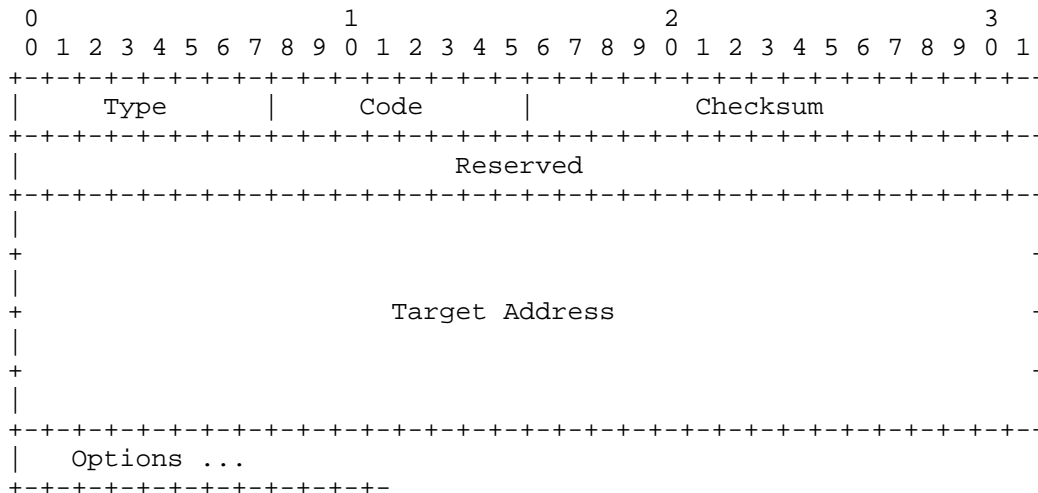 0                   1                   2                   3
 0 1 2 3 4 5 6 7 8 9 0 1 2 3 4 5 6 7 8 9 0 1 2 3 4 5 6 7 8 9 0 1
+-+-+-+-+-+-+-+-+-+-+-+-+-+-+-+-+-+-+-+-+-+-+-+-+-+-+-+-+-+-+-+--
|     Type      |     Code      |          Checksum
+-+-+-+-+-+-+-+-+-+-+-+-+-+-+-+-+-+-+-+-+-+-+-+-+-+-+-+-+-+-+-+--
|                           Reserved
+-+-+-+-+-+-+-+-+-+-+-+-+-+-+-+-+-+-+-+-+-+-+-+-+-+-+-+-+-+-+-+--
|
+                                                               -
|
+                       Target Address                          -
|
+                                                               -
|
+-+-+-+-+-+-+-+-+-+-+-+-+-+-+-+-+-+-+-+-+-+-+-+-+-+-+-+-+-+-+-+--
|   Options ...
+-+-+-+-+-+-+-+-+-+-+-+-